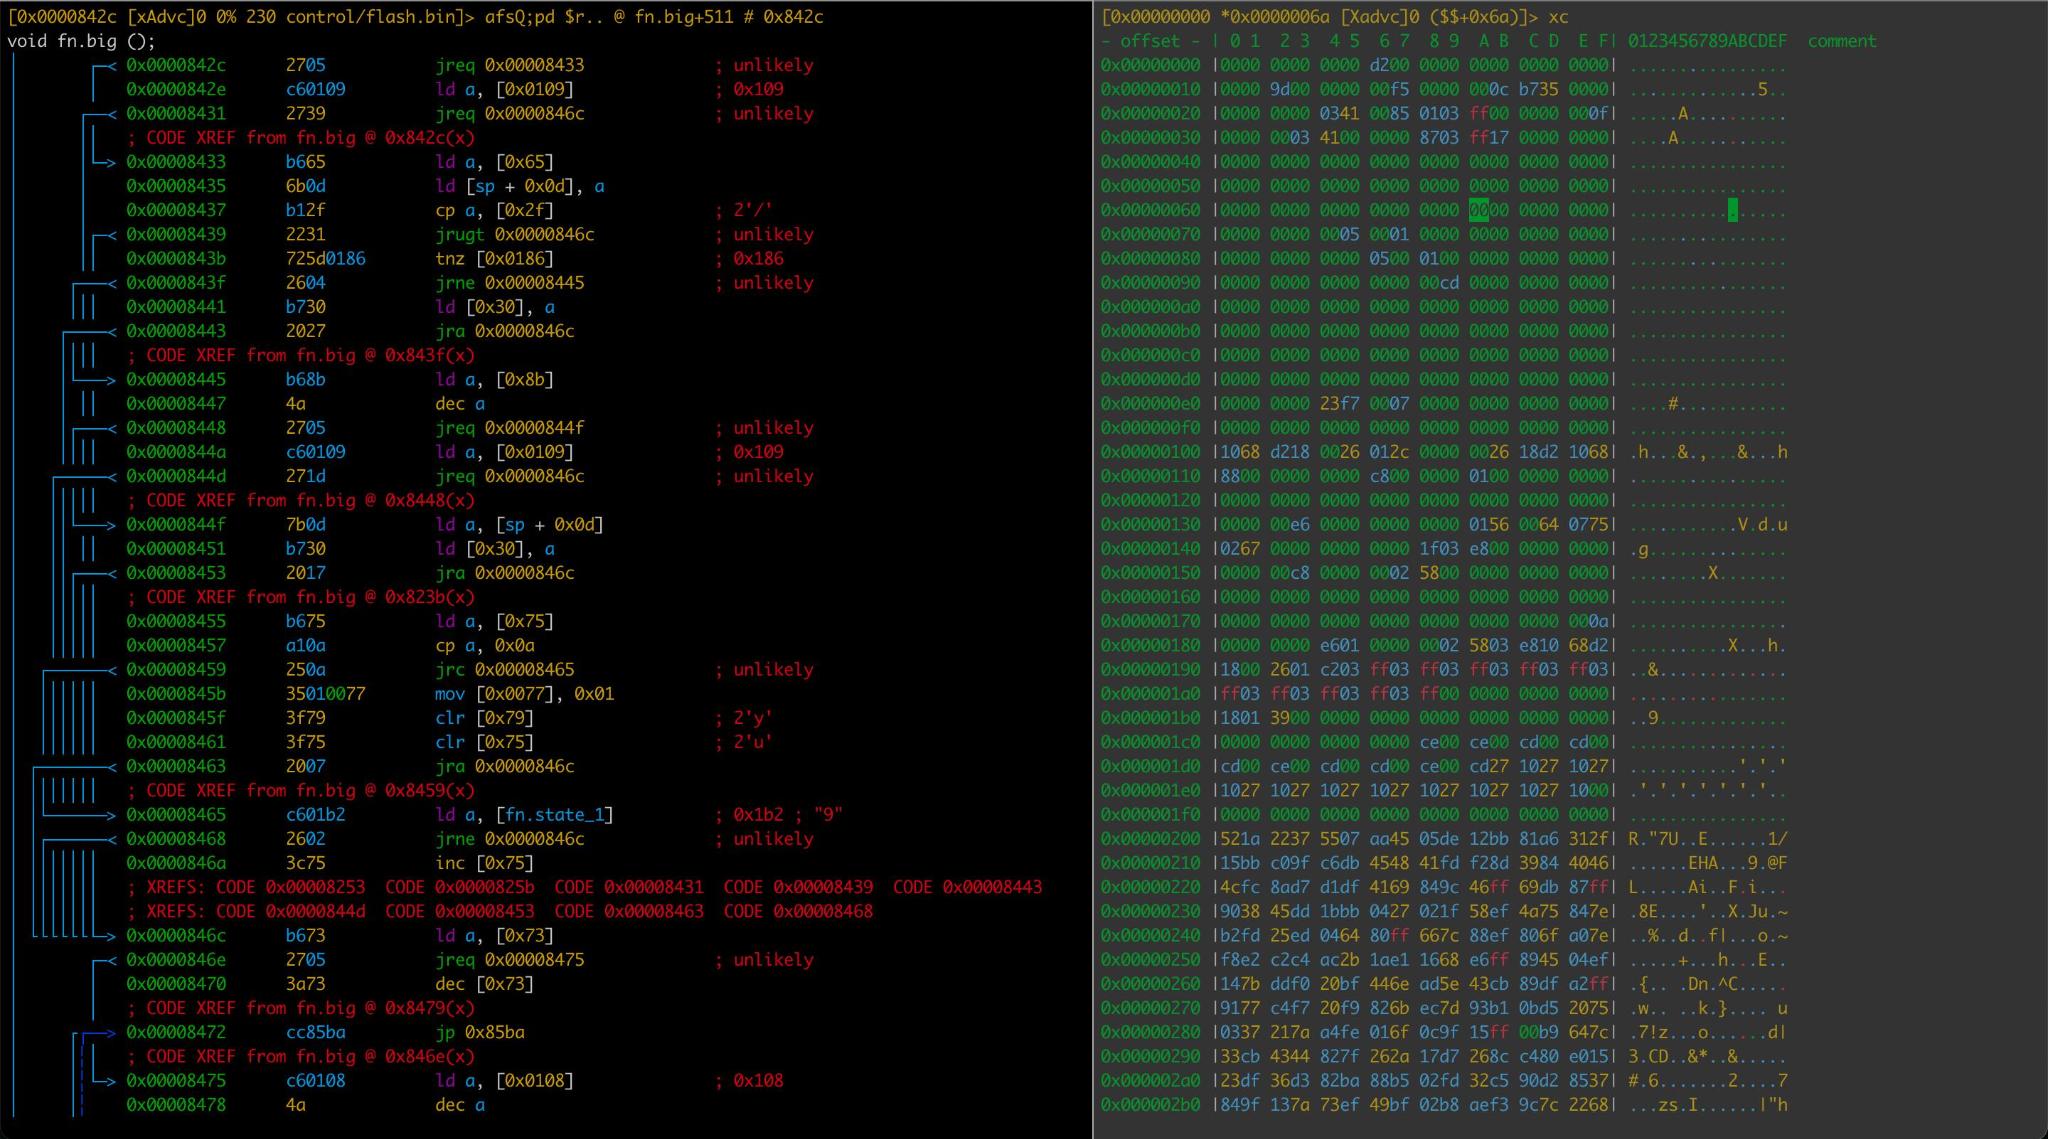 [0x0000842c [xAdvc]0 0% 230 control/flash.bin]> afsQ;pd $r.. @ fn.big+511 # 0x842c
void fn.big ();
0x0000842c 2705 jreq 0x00008433 ; unlikely
0x0000842e c60109 ld a, [0x0109] ; 0x109
0x00008431 2739 jreq 0x0000846c ; unlikely
; CODE XREF from fn.big @ 0x842c(x)
0x00008433 b665 ld a, [0x65]
0x00008435 6b0d ld [sp + 0x0d], a
0x00008437 b12f cp a, [0x2f] ; 2'/'
0x00008439 2231 jrugt 0x0000846c ; unlikely
0x0000843b 725d0186 tnz [0x0186] ; 0x186
0x0000843f 2604 jrne 0x00008445 ; unlikely
0x00008441 b730 ld [0x30], a
0x00008443 2027 jra 0x0000846c
; CODE XREF from fn.big @ 0x843f(x)
0x00008445 b68b ld a, [0x8b]
0x00008447 4a dec a
0x00008448 2705 jreq 0x0000844f ; unlikely
0x0000844a c60109 ld a, [0x0109] ; 0x109
0x0000844d 271d jreq 0x0000846c ; unlikely
; CODE XREF from fn.big @ 0x8448(x)
0x0000844f 7b0d ld a, [sp + 0x0d]
0x00008451 b730 ld [0x30], a
0x00008453 2017 jra 0x0000846c
; CODE XREF from fn.big @ 0x823b(x)
0x00008455 b675 ld a, [0x75]
0x00008457 a10a cp a, 0x0a
0x00008459 250a jrc 0x00008465 ; unlikely
0x0000845b 35010077 mov [0x0077], 0x01
0x0000845f 3f79 clr [0x79] ; 2'y'
0x00008461 3f75 clr [0x75] ; 2'u'
0x00008463 2007 jra 0x0000846c
; CODE XREF from fn.big @ 0x8459(x)
0x00008465 c601b2 ld a, [fn.state_1] ; 0x1b2 ; "9"
0x00008468 2602 jrne 0x0000846c ; unlikely
0x0000846a 3c75 inc [0x75]
; XREFS: CODE 0x00008253 CODE 0x0000825b CODE 0x00008431 CODE 0x00008439 CODE 0x00008443
; XREFS: CODE 0x0000844d CODE 0x00008453 CODE 0x00008463 CODE 0x00008468
0x0000846c b673 ld a, [0x73]
0x0000846e 2705 jreq 0x00008475 ; unlikely
0x00008470 3a73 dec [0x73]
; CODE XREF from fn.big @ 0x8479(x)
0x00008472 cc85ba jp 0x85ba
; CODE XREF from fn.big @ 0x846e(x)
0x00008475 c60108 ld a, [0x0108] ; 0x108
0x00008478 4a dec a
[0x00000000 *0x0000006a [Xadvc]0 ($$+0x6a)]> xc
- offset - | 0 1 2 3 4 5 6 7 8 9 A B C D E F| 0123456789ABCDEF comment
0x00000000 |0000 0000 0000 d200 0000 0000 0000 0000| ................
0x00000010 |0000 9d00 0000 00f5 0000 000c b735 0000| .............5..
0x00000020 |0000 0000 0341 0085 0103 ff00 0000 000f| .....A..........
0x00000030 |0000 0003 4100 0000 8703 ff17 0000 0000| ....A...........
0x00000040 |0000 0000 0000 0000 0000 0000 0000 0000| ................
0x00000050 |0000 0000 0000 0000 0000 0000 0000 0000| ................
0x00000060 |0000 0000 0000 0000 0000 0000 0000 0000| ................
0x00000070 |0000 0000 0005 0001 0000 0000 0000 0000| ................
0x00000080 |0000 0000 0000 0500 0100 0000 0000 0000| ................
0x00000090 |0000 0000 0000 0000 00cd 0000 0000 0000| ................
0x000000a0 |0000 0000 0000 0000 0000 0000 0000 0000| ................
0x000000b0 |0000 0000 0000 0000 0000 0000 0000 0000| ................
0x000000c0 |0000 0000 0000 0000 0000 0000 0000 0000| ................
0x000000d0 |0000 0000 0000 0000 0000 0000 0000 0000| ................
0x000000e0 |0000 0000 23f7 0007 0000 0000 0000 0000| ....#...........
0x000000f0 |0000 0000 0000 0000 0000 0000 0000 0000| ................
0x00000100 |1068 d218 0026 012c 0000 0026 18d2 1068| .h...&.,...&...h
0x00000110 |8800 0000 0000 c800 0000 0100 0000 0000| ................
0x00000120 |0000 0000 0000 0000 0000 0000 0000 0000| ................
0x00000130 |0000 00e6 0000 0000 0000 0156 0064 0775| ...........V.d.u
0x00000140 |0267 0000 0000 0000 1f03 e800 0000 0000| .g..............
0x00000150 |0000 00c8 0000 0002 5800 0000 0000 0000| ........X.......
0x00000160 |0000 0000 0000 0000 0000 0000 0000 0000| ................
0x00000170 |0000 0000 0000 0000 0000 0000 0000 000a| ................
0x00000180 |0000 0000 e601 0000 0002 5803 e810 68d2| ..........X...h.
0x00000190 |1800 2601 c203 ff03 ff03 ff03 ff03 ff03| ..&.............
0x000001a0 |ff03 ff03 ff03 ff03 ff00 0000 0000 0000| ................
0x000001b0 |1801 3900 0000 0000 0000 0000 0000 0000| ..9.............
0x000001c0 |0000 0000 0000 0000 ce00 ce00 cd00 cd00| ................
0x000001d0 |cd00 ce00 cd00 cd00 ce00 cd27 1027 1027| ...........'.'.'
0x000001e0 |1027 1027 1027 1027 1027 1027 1027 1000| .'.'.'.'.'.'.'..
0x000001f0 |0000 0000 0000 0000 0000 0000 0000 0000| ................
0x00000200 |521a 2237 5507 aa45 05de 12bb 81a6 312f| R."7U..E......1/
0x00000210 |15bb c09f c6db 4548 41fd f28d 3984 4046| ......EHA...9.@F
0x00000220 |4cfc 8ad7 d1df 4169 849c 46ff 69db 87ff| L.....Ai..F.i...
0x00000230 |9038 45dd 1bbb 0427 021f 58ef 4a75 847e| .8E....'..X.Ju.~
0x00000240 |b2fd 25ed 0464 80ff 667c 88ef 806f a07e| ..%..d..f|...o.~
0x00000250 |f8e2 c2c4 ac2b 1ae1 1668 e6ff 8945 04ef| .....+...h...E..
0x00000260 |147b ddf0 20bf 446e ad5e 43cb 89df a2ff| .{.. .Dn.^C.....
0x00000270 |9177 c4f7 20f9 826b ec7d 93b1 0bd5 2075| .w.. ..k.}.... u
0x00000280 |0337 217a a4fe 016f 0c9f 15ff 00b9 647c| .7!z...o......d|
0x00000290 |33cb 4344 827f 262a 17d7 268c c480 e015| 3.CD..&*..&.....
0x000002a0 |23df 36d3 82ba 88b5 02fd 32c5 90d2 8537| #.6.......2....7
0x000002b0 |849f 137a 73ef 49bf 02b8 aef3 9c7c 2268| ...zs.I......|"h